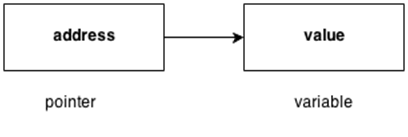 address value
pointer variable